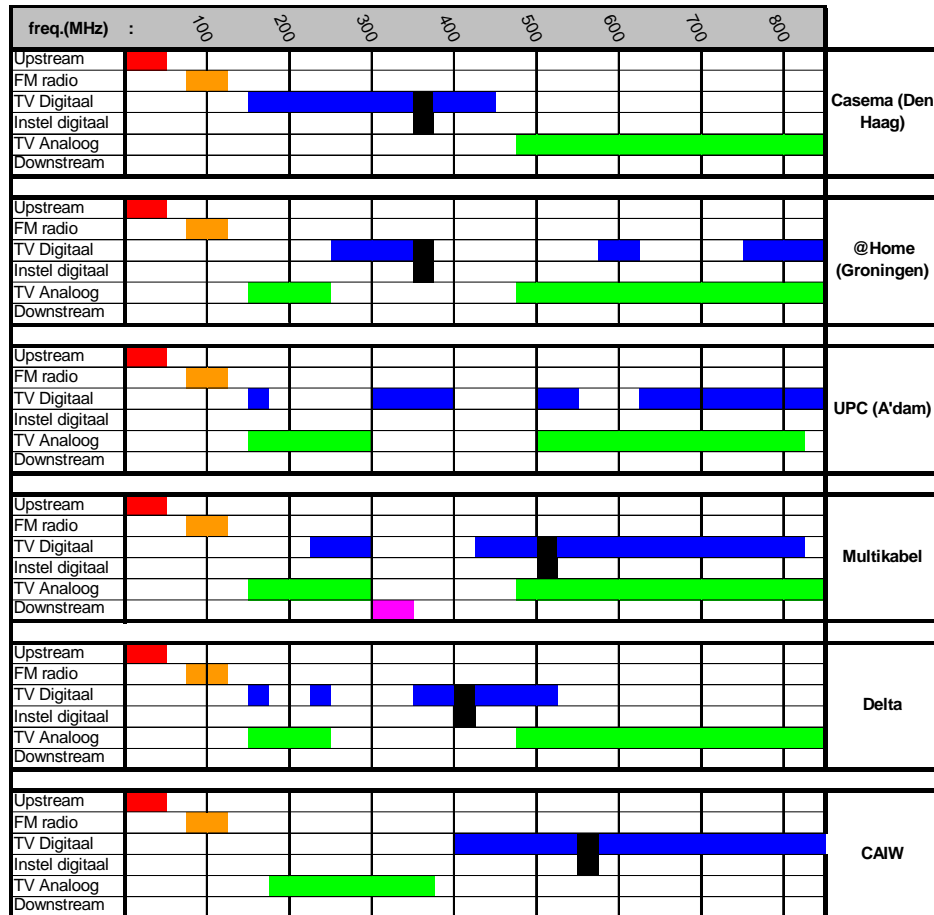 freq.(MHz) : 100 200 300 400 500 600 700 800
Upstream
FM radio
TV Digitaal
Instel digitaal
TV Analoog
Downstream
Casema (Den
Haag)
Upstream
FM radio
TV Digitaal
Instel digitaal
TV Analoog
Downstream
@Home
(Groningen)
Upstream
FM radio
TV Digitaal
Instel digitaal
TV Analoog
Downstream
UPC (A'dam)
Upstream
FM radio
TV Digitaal
Instel digitaal
TV Analoog
Downstream
Multikabel
Upstream
FM radio
TV Digitaal
Instel digitaal
TV Analoog
Downstream
Delta
Upstream
FM radio
TV Digitaal
Instel digitaal
TV Analoog
Downstream
CAIW